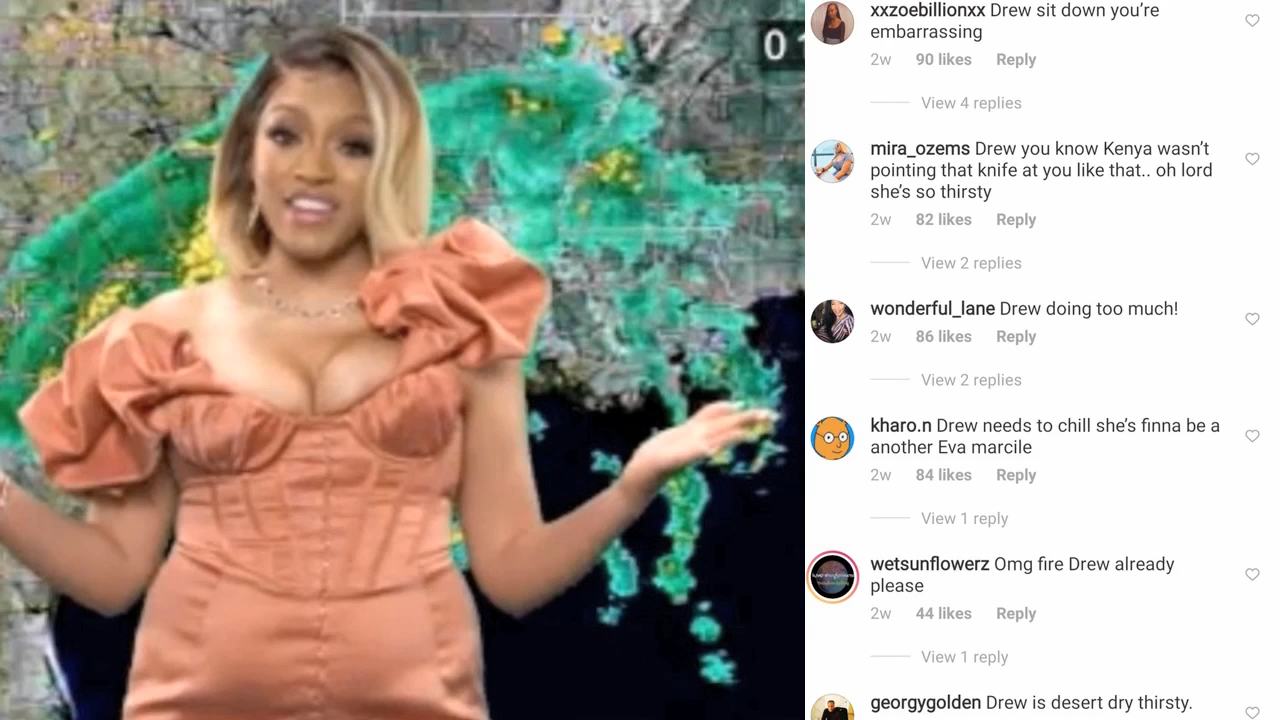 01
xxzoebillionxx Drew sit down you’re
embarrassing
2w 90 likes Reply
View 4 replies
mira_ozems Drew you know Kenya wasn’t
pointing that knife at you like that.. oh lord
she’s so thirsty
2w 82 likes Reply
View 2 replies
wonderful_lane Drew doing too much!
2w 86 likes Reply
View 2 replies
kharo.n Drew needs to chill she’s finna be a
another Eva marcile
2w 84 likes Reply
View 1 reply
wetsunflowerz Omg fire Drew already
please
2w 44 likes Reply
View 1 reply
georgygolden Drew is desert dry thirsty.